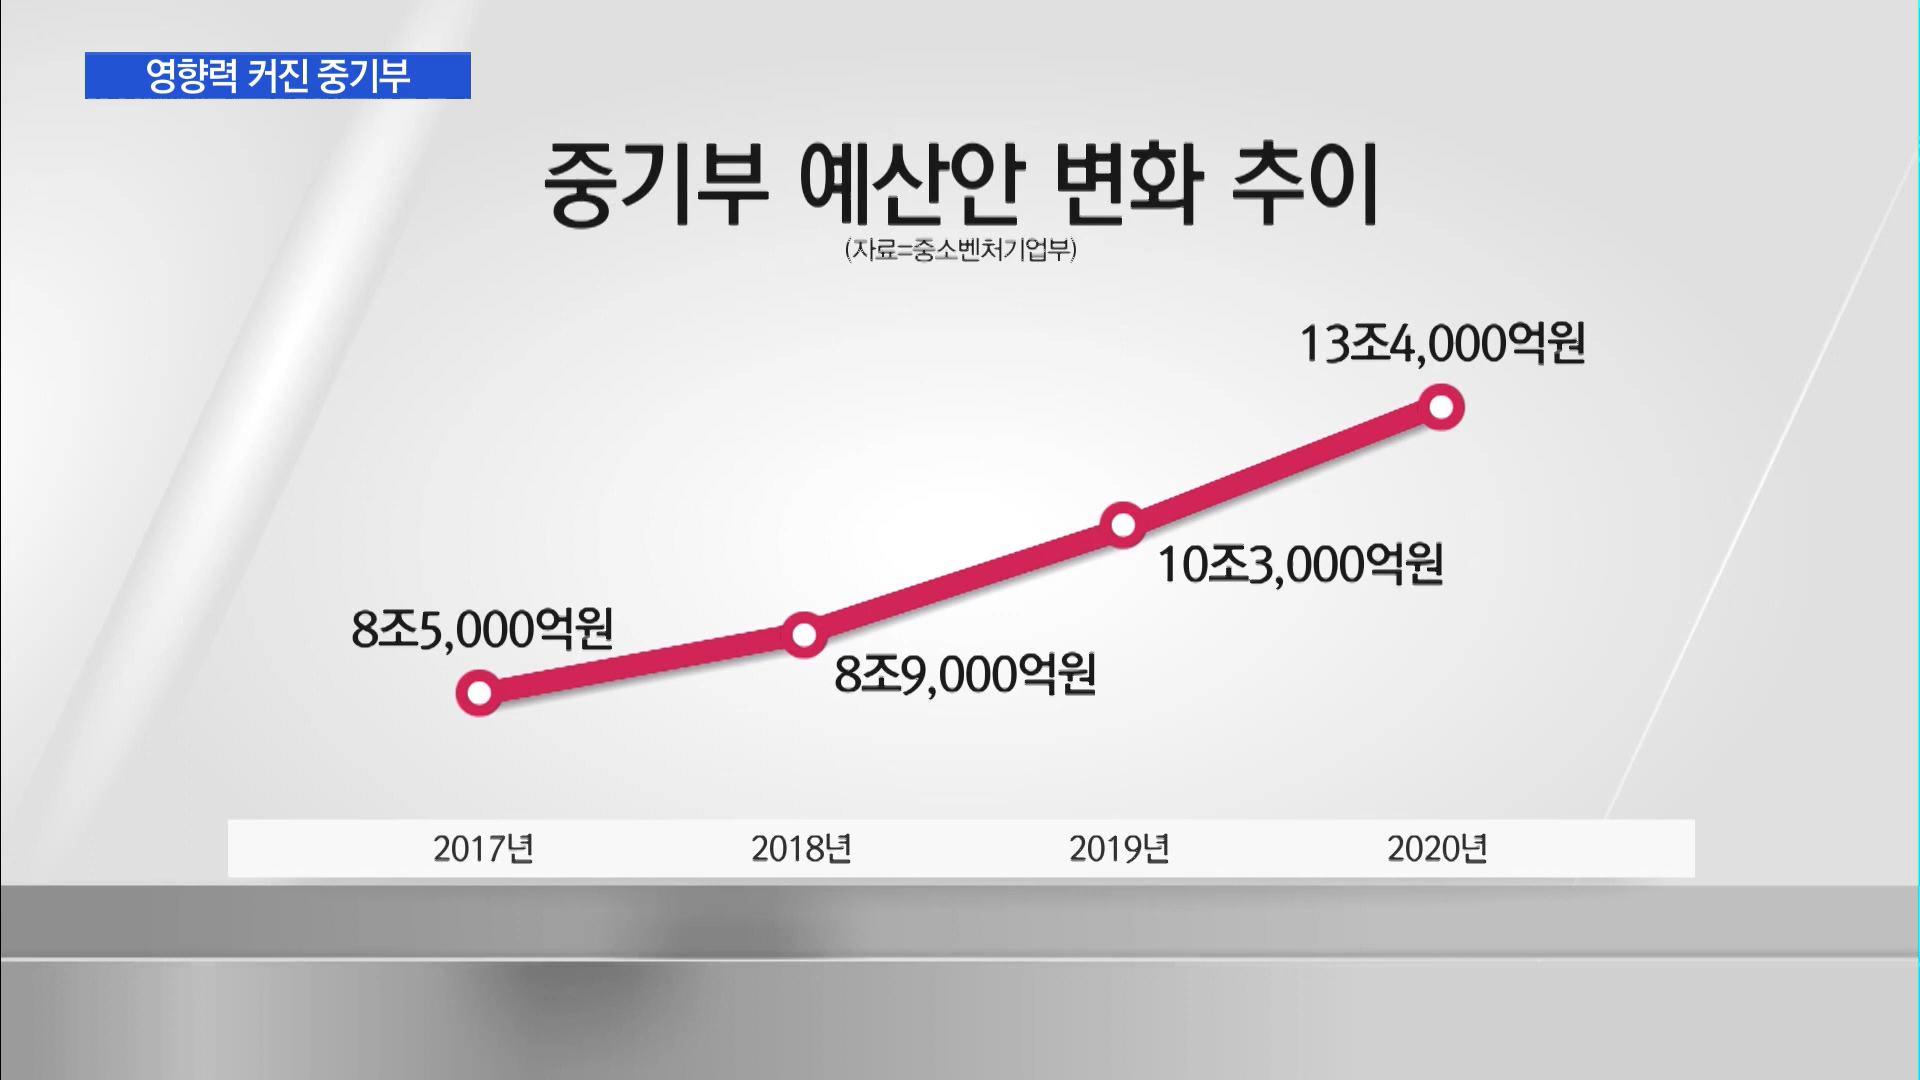 영향력 커진 중기부
중기부 예산안 변화 추이
(자료=중소벤처기업부)
13조4,000억원
10조3,000억원
8조5,000억원
8조9,000억원
2017년 2018년 2019년 2020년